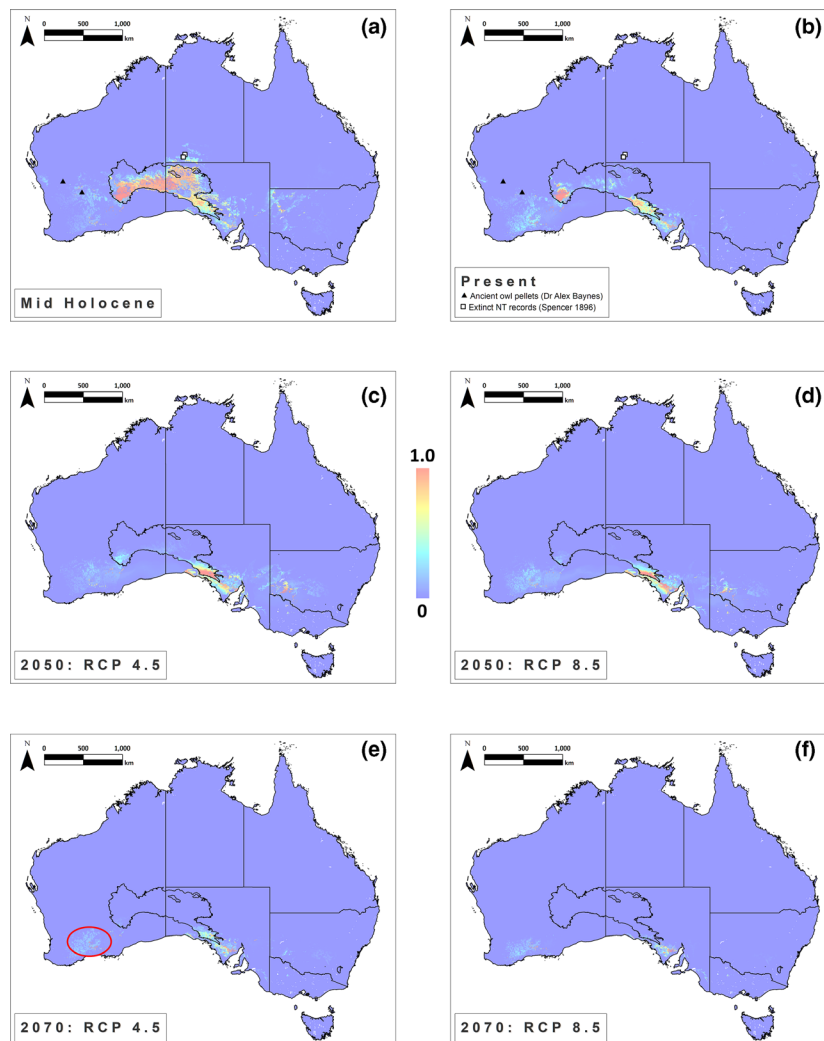 (a)
N
0 500 1,000
km
Mid Holocene
(b)
N
0 500 1,000
km
Present
Ancient owl pellets (Dr Alex Baynes)
Extinct NT records (Spencer 1896)
(c)
N
0 500 1,000
km
2050: RCP 4.5
1.0
0
(d)
N
0 500 1,000
km
2050: RCP 8.5
(e)
N
0 500 1,000
km
2070: RCP 4.5
(f)
N
0 500 1,000
km
2070: RCP 8.5